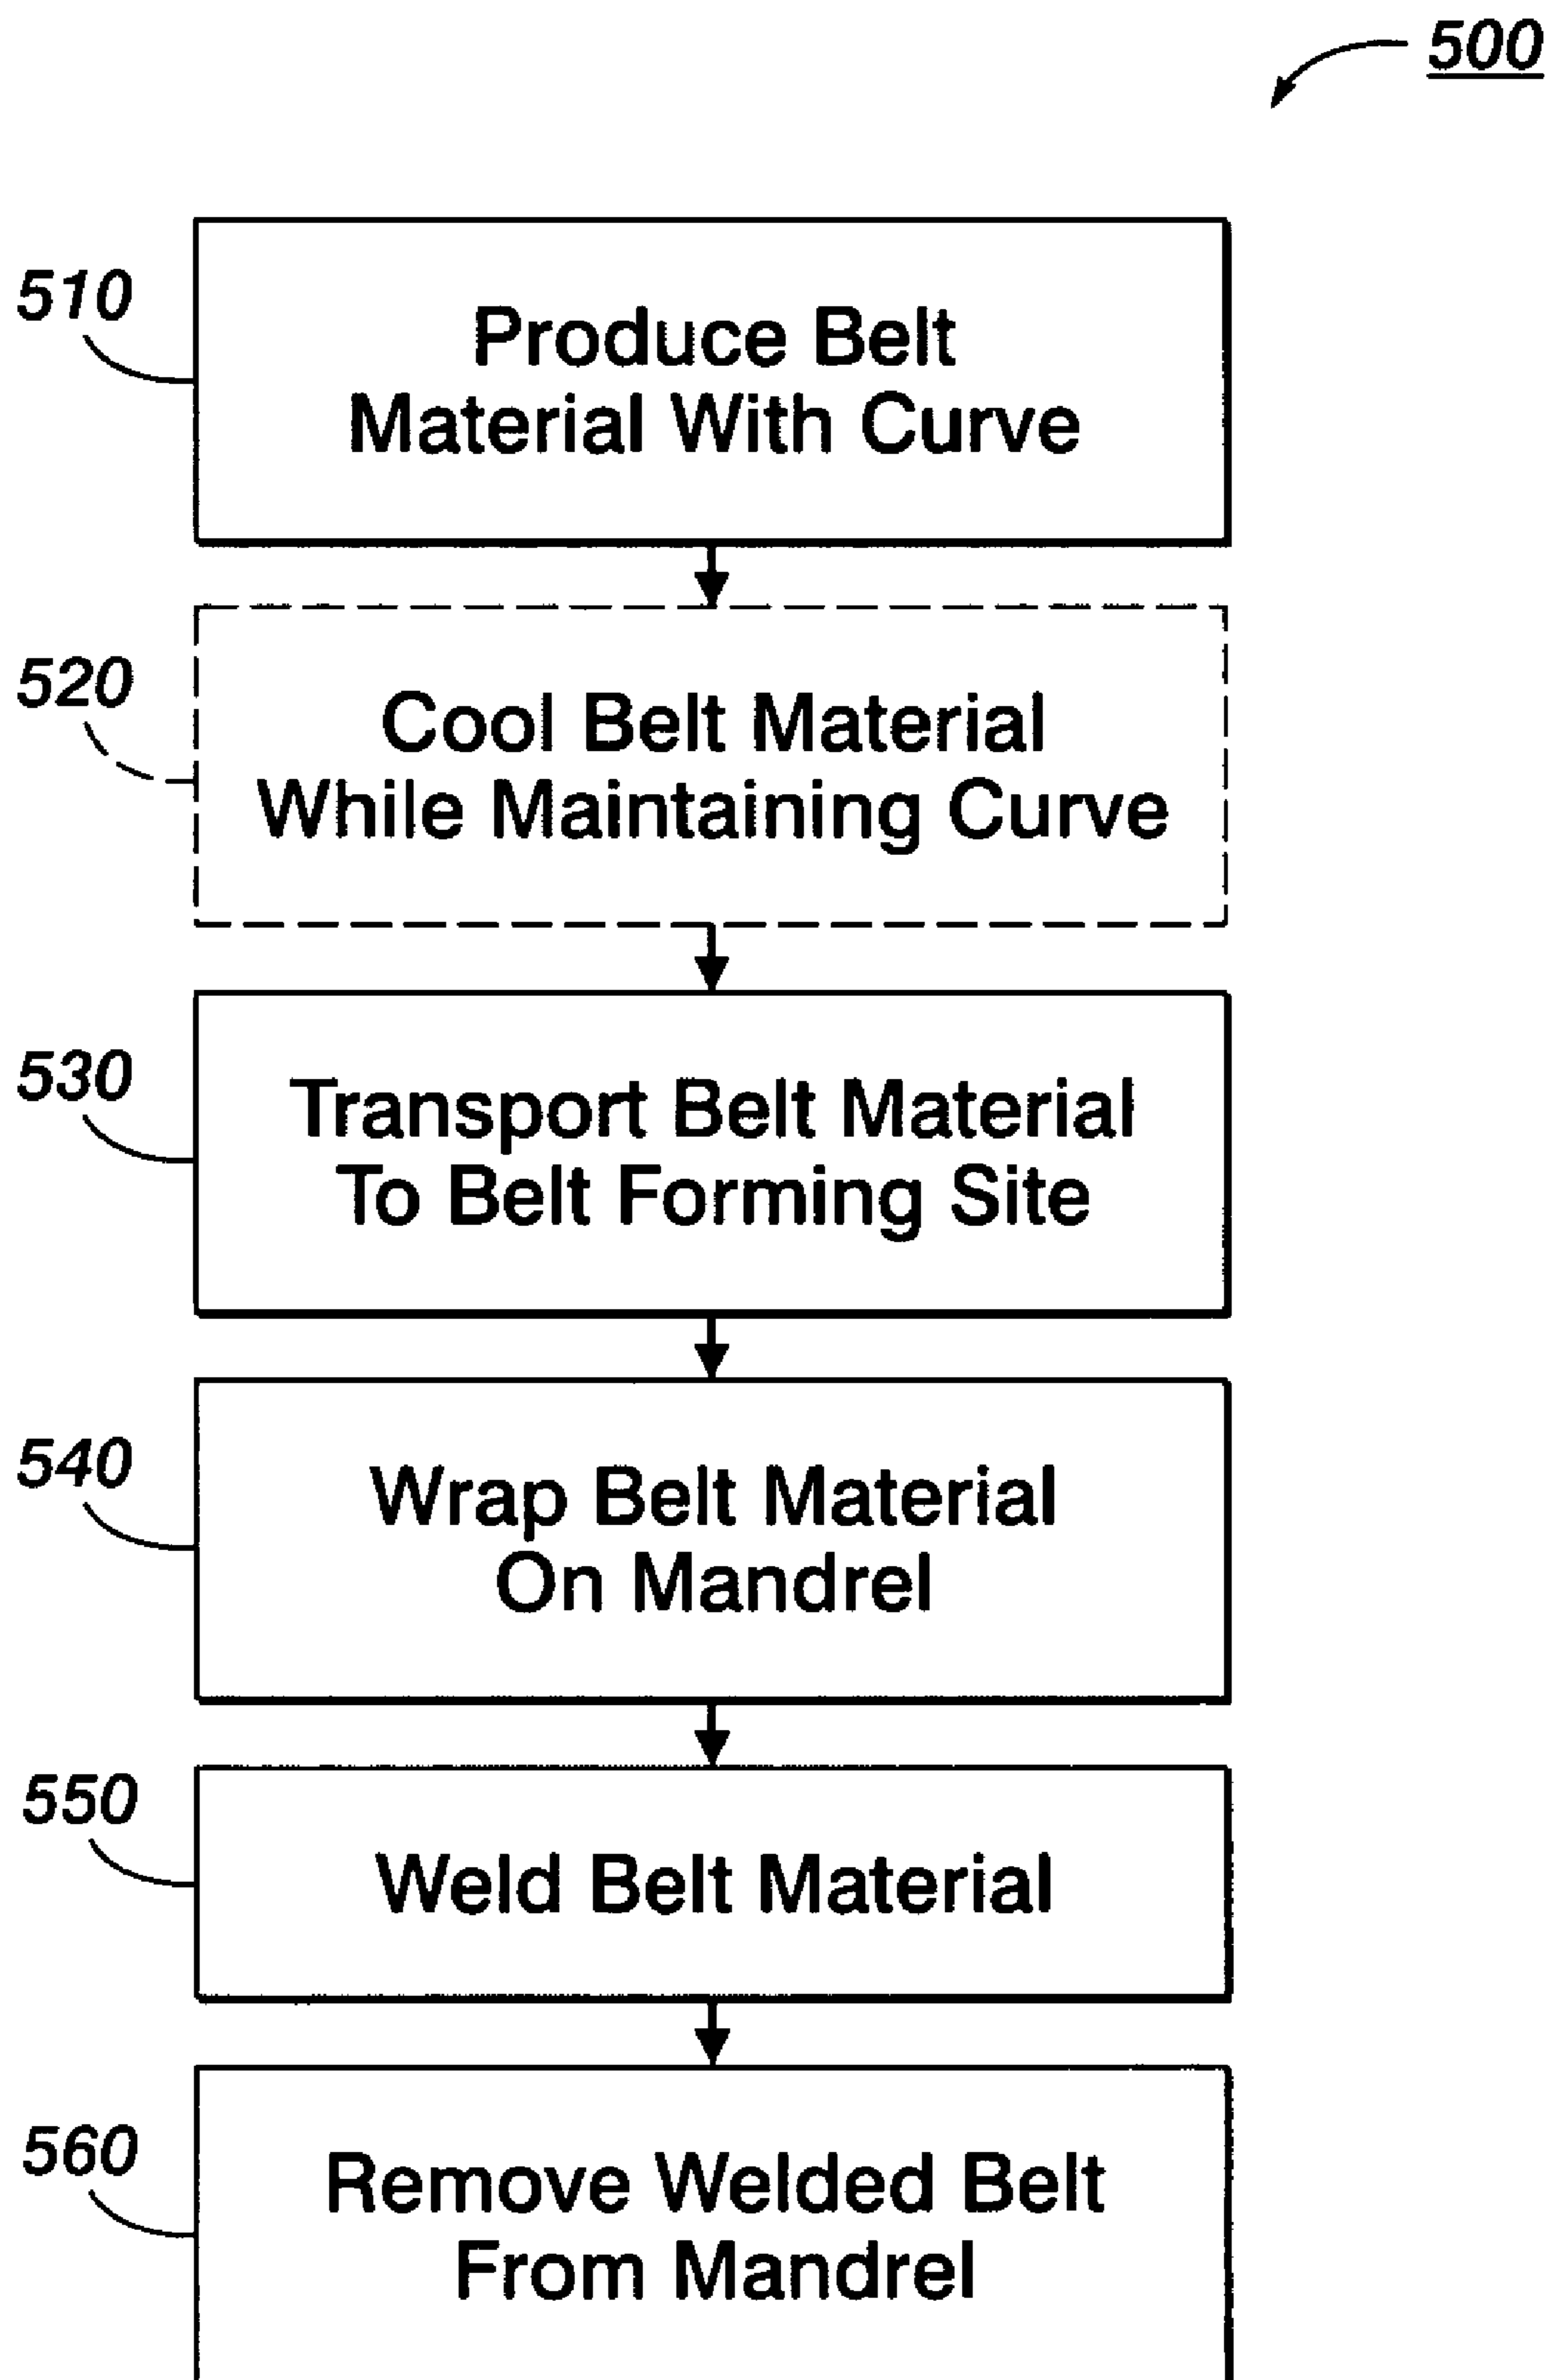 500
510
Produce Belt
Material With Curve
520
Cool Belt Material
While Maintaining Curve
530
Transport Belt Material
To Belt Forming Site
540
Wrap Belt Material
On Mandrel
550
Weld Belt Material
560
Remove Welded Belt
From Mandrel